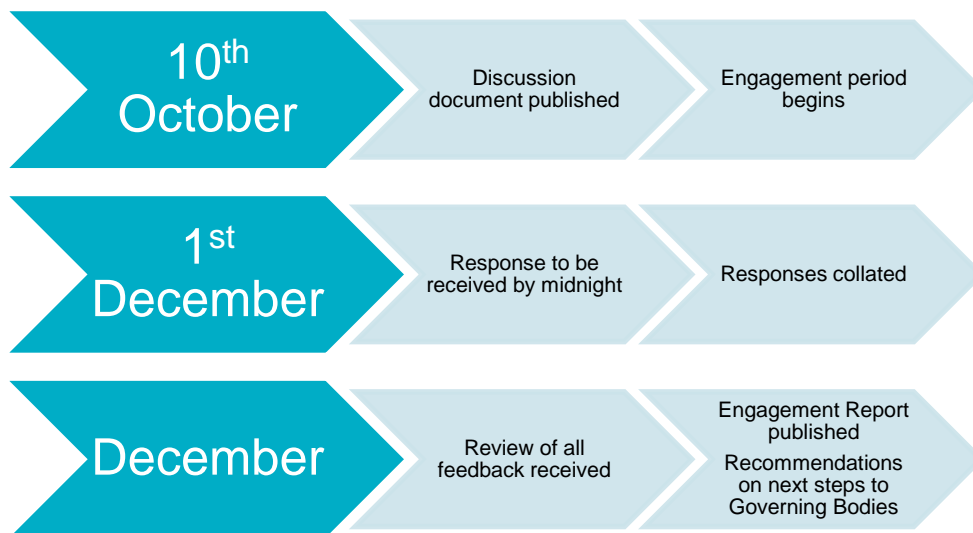 10th
October
Discussion
document published
Engagement period
begins
1st
December
Response to be
received by midnight
Responses collated
December
Review of all
feedback received
Engagement Report
published
Recommendations
on next steps to
Governing Bodies